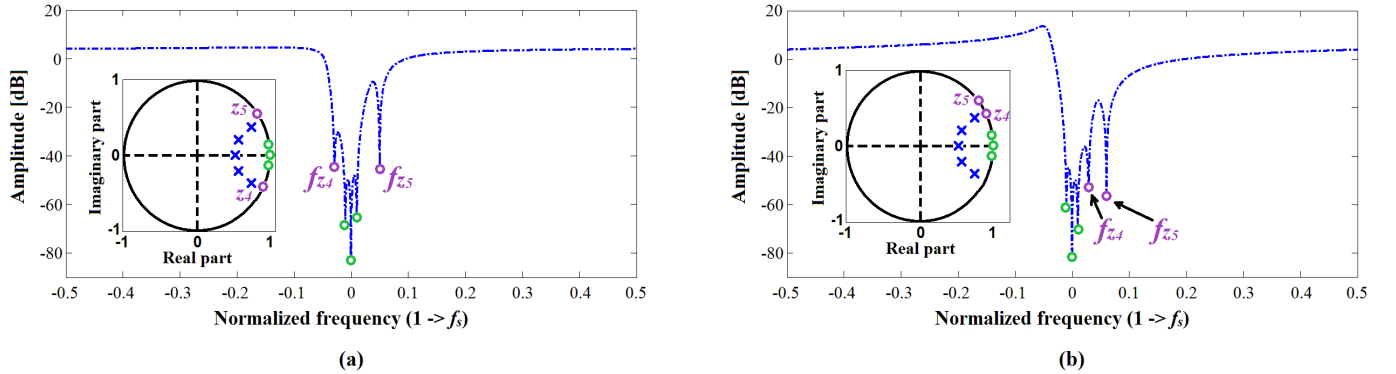 20
0
-20
-40
-60
-80
Amplitude [dB]
-0.5 -0.4 -0.3 -0.2 -0.1 0 0.1 0.2 0.3 0.4 0.5
Normalized frequency (1 -> fs)
1
0
-1
-1 0 1
Imaginary part
Real part
z5
z4
fz4
fz5
(a)
20
0
-20
-40
-60
-80
Amplitude [dB]
-0.5 -0.4 -0.3 -0.2 -0.1 0 0.1 0.2 0.3 0.4 0.5
Normalized frequency (1 -> fs)
1
0
-1
-1 0 1
Imaginary part
Real part
z5
z4
fz4
fz5
(b)